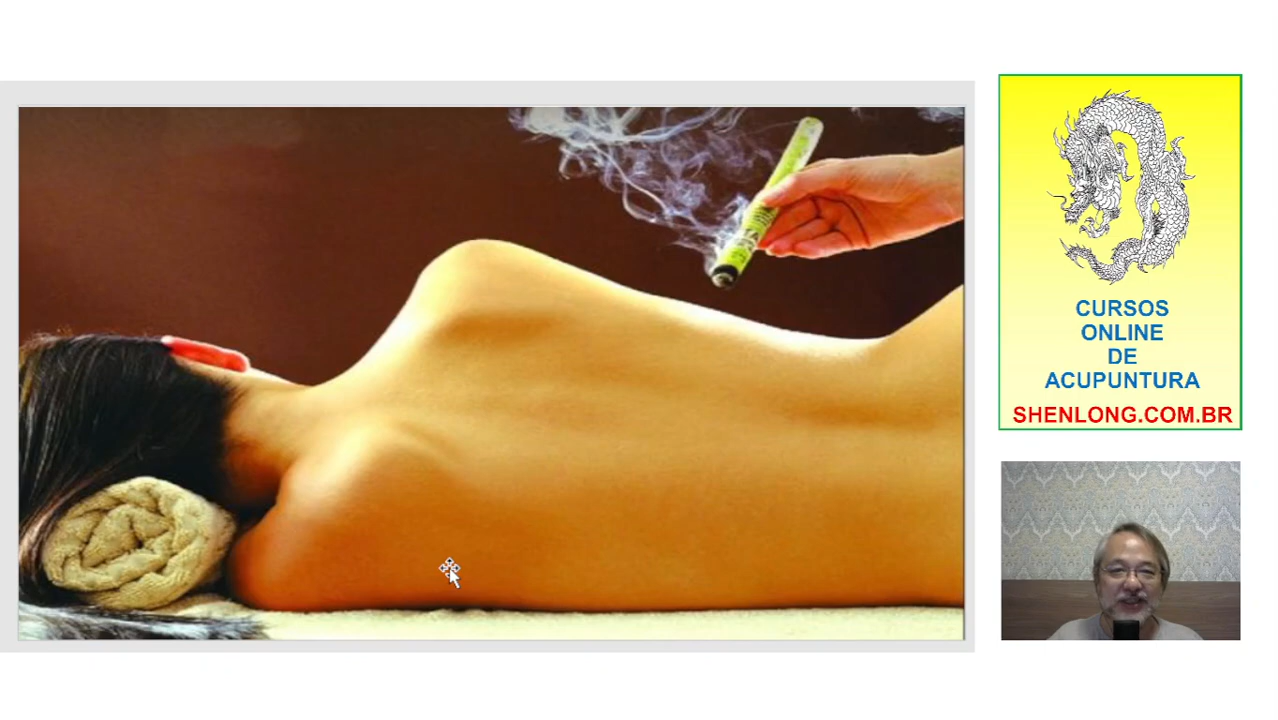 CURSOS
ONLINE
DE
ACUPUNTURA
SHENLONG.COM.BR